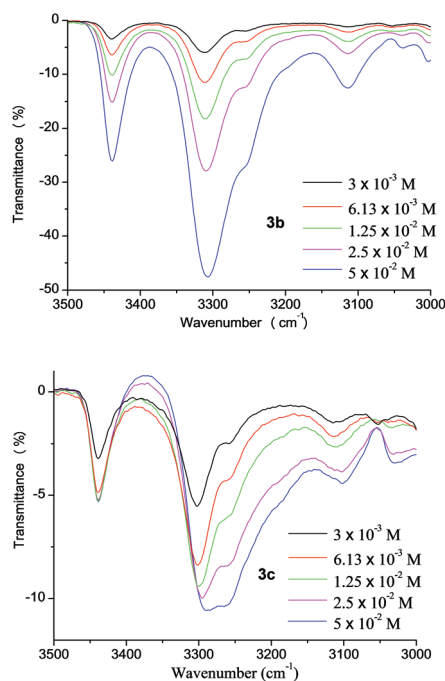 0
-10
-20
-30
-40
-50
Transmittance (%)
3b
3 x 10⁻³ M
6.13 x 10⁻³ M
1.25 x 10⁻² M
2.5 x 10⁻² M
5 x 10⁻² M
3500 3400 3300 3200 3100 3000
Wavenumber (cm⁻¹)
0
-5
-10
Transmittance (%)
3c
3 x 10⁻³ M
6.13 x 10⁻³ M
1.25 x 10⁻² M
2.5 x 10⁻² M
5 x 10⁻² M
3500 3400 3300 3200 3100 3000
Wavenumber (cm⁻¹)